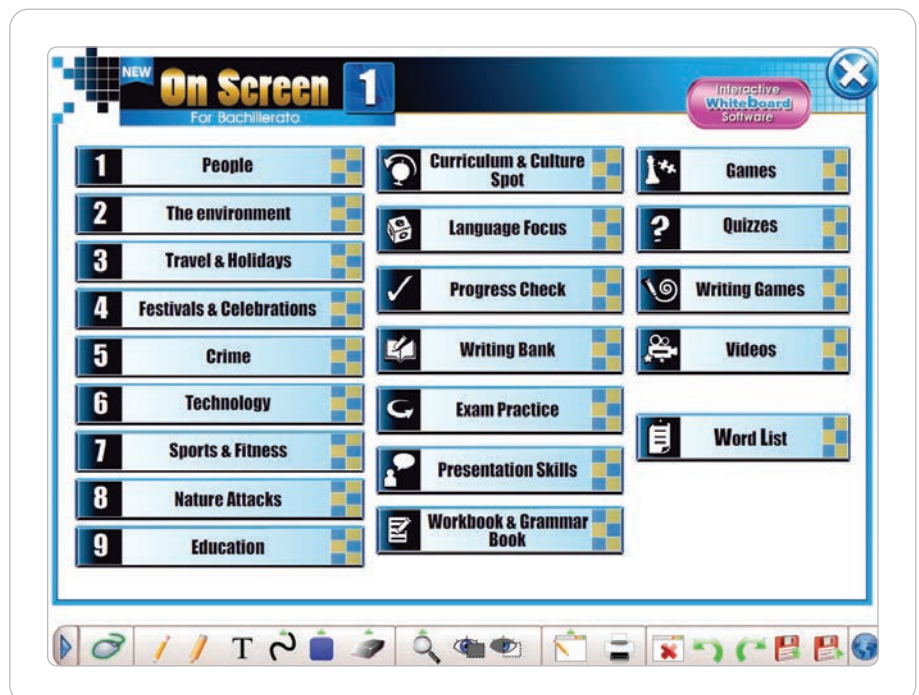 NEW
On Screen 1
For Bachillerato
Interactive
Whiteboard
Software
1 People
2 The environment
3 Travel & Holidays
4 Festivals & Celebrations
5 Crime
6 Technology
7 Sports & Fitness
8 Nature Attacks
9 Education
Curriculum & Culture
Spot
Language Focus
Progress Check
Writing Bank
Exam Practice
Presentation Skills
Workbook & Grammar
Book
Games
? Quizzes
Writing Games
Videos
Word List
T